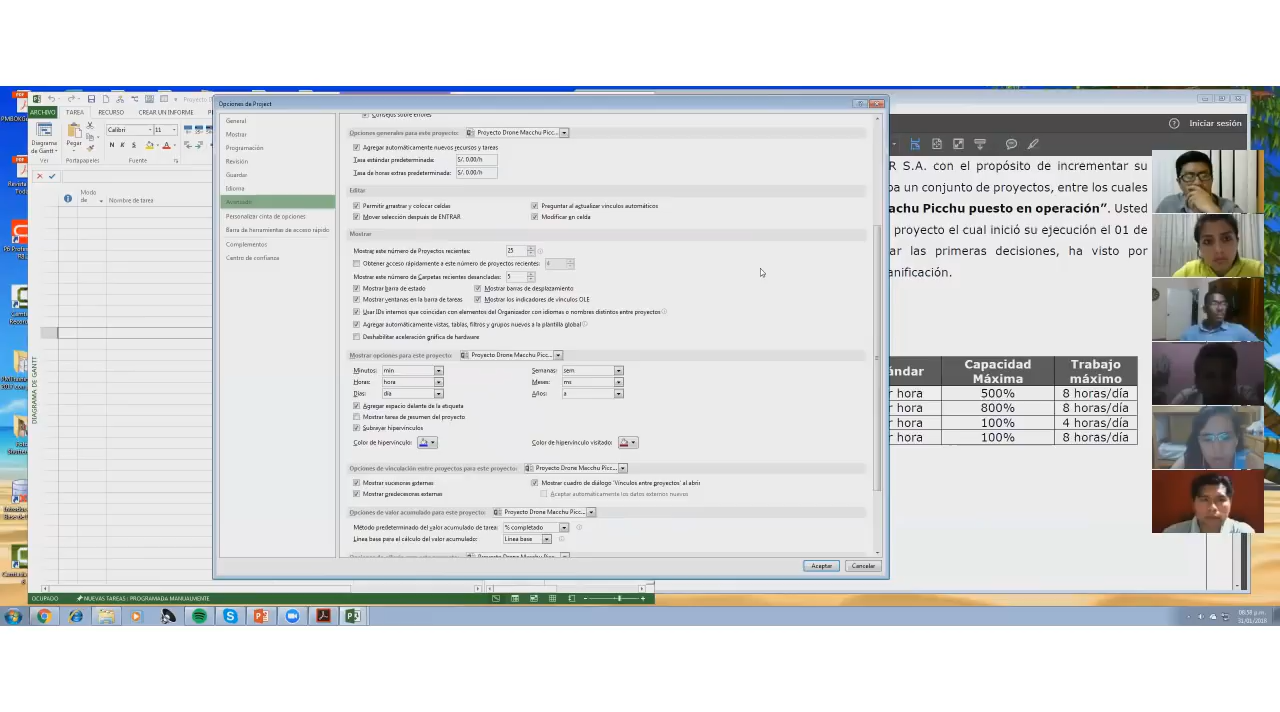 Opciones de Project
ARCHIVO TAREA RECURSO CREAR UN INFORME
Calibri 11
N K S
Diagrama de Gantt
Pegar
Ver Portapapeles Fuente
Modo de
Nombre de tarea
DIAGRAMA DE GANTT
General
Mostrar
Programación
Revisión
Guardar
Idioma
Avanzado
Personalizar cinta de opciones
Barra de herramientas de acceso rápido
Complementos
Centro de confianza
Consejos sobre errores
Opciones generales para este proyecto: Proyecto Drone Macchu Picc...
Agregar automáticamente nuevos recursos y tareas
Tasa estándar predeterminada: S/. 0.00/h
Tasa de horas extras predeterminada: S/. 0.00/h
Editar
Permitir arrastrar y colocar celdas Preguntar al actualizar vínculos automáticos
Mover selección después de ENTRAR Modificar en celda
Mostrar
Mostrar este número de Proyectos recientes: 25
Obtener acceso rápidamente a este número de proyectos recientes: 4
Mostrar este número de Carpetas recientes desancladas: 5
Mostrar barra de estado Mostrar barras de desplazamiento
Mostrar ventanas en la barra de tareas Mostrar los indicadores de vínculos OLE
Usar IDs internos que coincidan con elementos del Organizador con idiomas o nombres distintos entre proyectos
Agregar automáticamente vistas, tablas, filtros y grupos nuevos a la plantilla global
Deshabilitar aceleración gráfica de hardware
Mostrar opciones para este proyecto: Proyecto Drone Macchu Picc...
Minutos: min Semanas: sem
Horas: hora Meses: ms
Días: día Años: a
Agregar espacio delante de la etiqueta
Mostrar tarea de resumen del proyecto
Subrayar hipervínculos
Color de hipervínculo: Color de hipervínculo visitado:
Opciones de vinculación entre proyectos para este proyecto: Proyecto Drone Macchu Picc...
Mostrar sucesoras externas Mostrar cuadro de diálogo 'Vínculos entre proyectos' al abrir
Mostrar predecesoras externas Aceptar automáticamente los datos externos nuevos
Opciones de valor acumulado para este proyecto: Proyecto Drone Macchu Picc...
Método predeterminado del valor acumulado de tarea: % completado
Línea base para el cálculo del valor acumulado: Línea base
Aceptar Cancelar
Iniciar sesión
R S.A. con el propósito de incrementar su
ba un conjunto de proyectos, entre los cuales
achu Picchu puesto en operación”. Usted
proyecto el cual inició su ejecución el 01 de
ar las primeras decisiones, ha visto por
anificación.
ándar Capacidad Máxima Trabajo máximo
r hora 500% 8 horas/día
r hora 800% 8 horas/día
r hora 100% 4 horas/día
r hora 100% 8 horas/día
OCUPADO NUEVAS TAREAS : PROGRAMADA MANUALMENTE
08:58 p.m.
31/01/2018